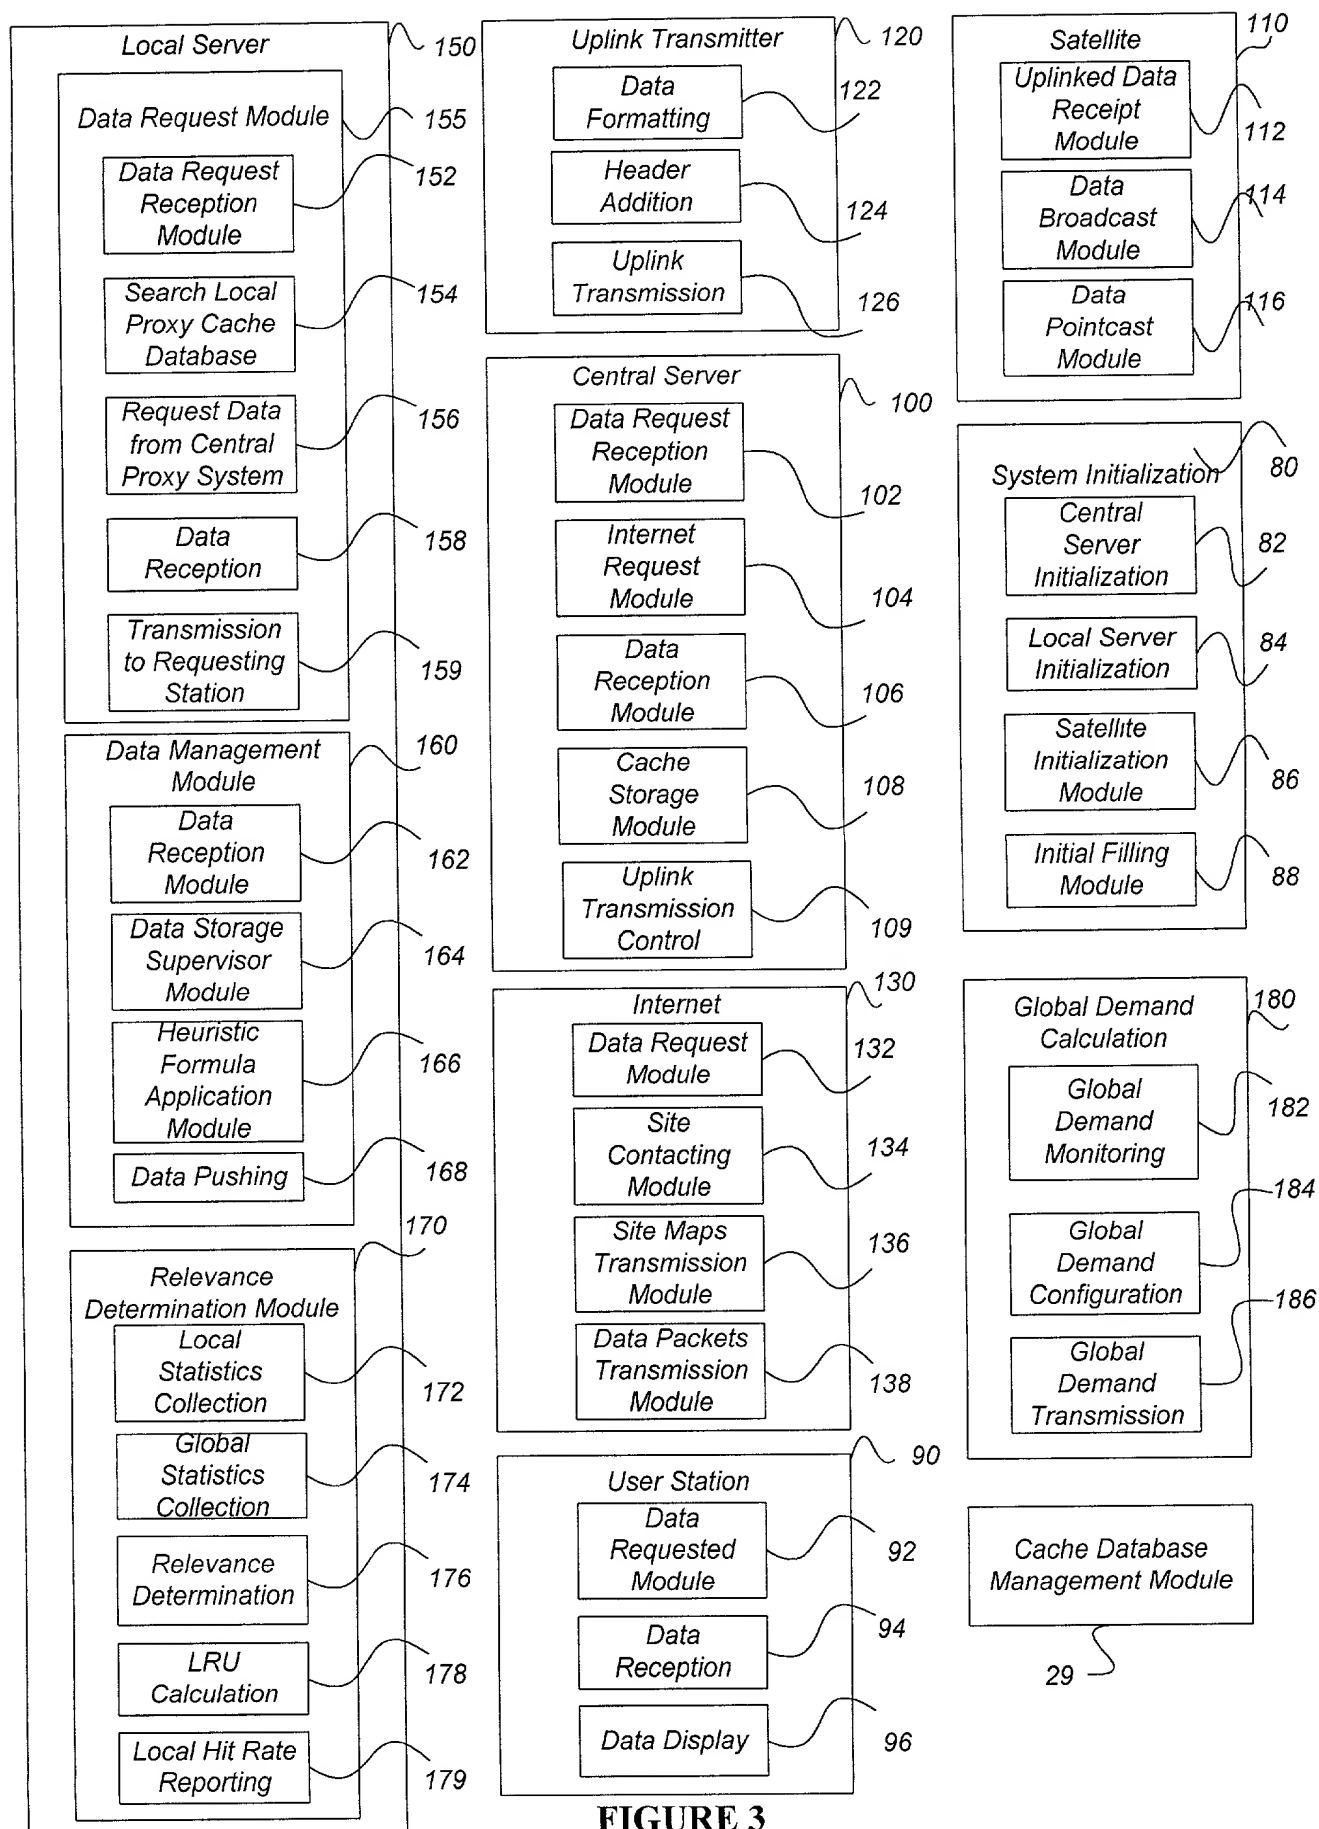 Local Server
150
Data Request Module
155
Data Request
Reception
Module
152
Search Local
Proxy Cache
Database
154
Request Data
from Central
Proxy System
156
Data
Reception
158
Transmission
to Requesting
Station
159
Data Management
Module
160
Data
Reception
Module
162
Data Storage
Supervisor
Module
164
Heuristic
Formula
Application
Module
166
Data Pushing
168
Relevance
Determination Module
170
Local
Statistics
Collection
172
Global
Statistics
Collection
174
Relevance
Determination
176
LRU
Calculation
178
Local Hit Rate
Reporting
179
Uplink Transmitter
120
Data
Formatting
122
Header
Addition
124
Uplink
Transmission
126
Central Server
100
Data Request
Reception
Module
102
Internet
Request
Module
104
Data
Reception
Module
106
Cache
Storage
Module
108
Uplink
Transmission
Control
109
Internet
130
Data Request
Module
132
Site
Contacting
Module
134
Site Maps
Transmission
Module
136
Data Packets
Transmission
Module
138
User Station
90
Data
Requested
Module
92
Data
Reception
94
Data Display
96
Satellite
110
Uplinked Data
Receipt
Module
112
Data
Broadcast
Module
114
Data
Pointcast
Module
116
System Initialization
80
Central
Server
Initialization
82
Local Server
Initialization
84
Satellite
Initialization
Module
86
Initial Filling
Module
88
Global Demand
Calculation
180
Global
Demand
Monitoring
182
Global
Demand
Configuration
184
Global
Demand
Transmission
186
Cache Database
Management Module
29
FIGURE 3